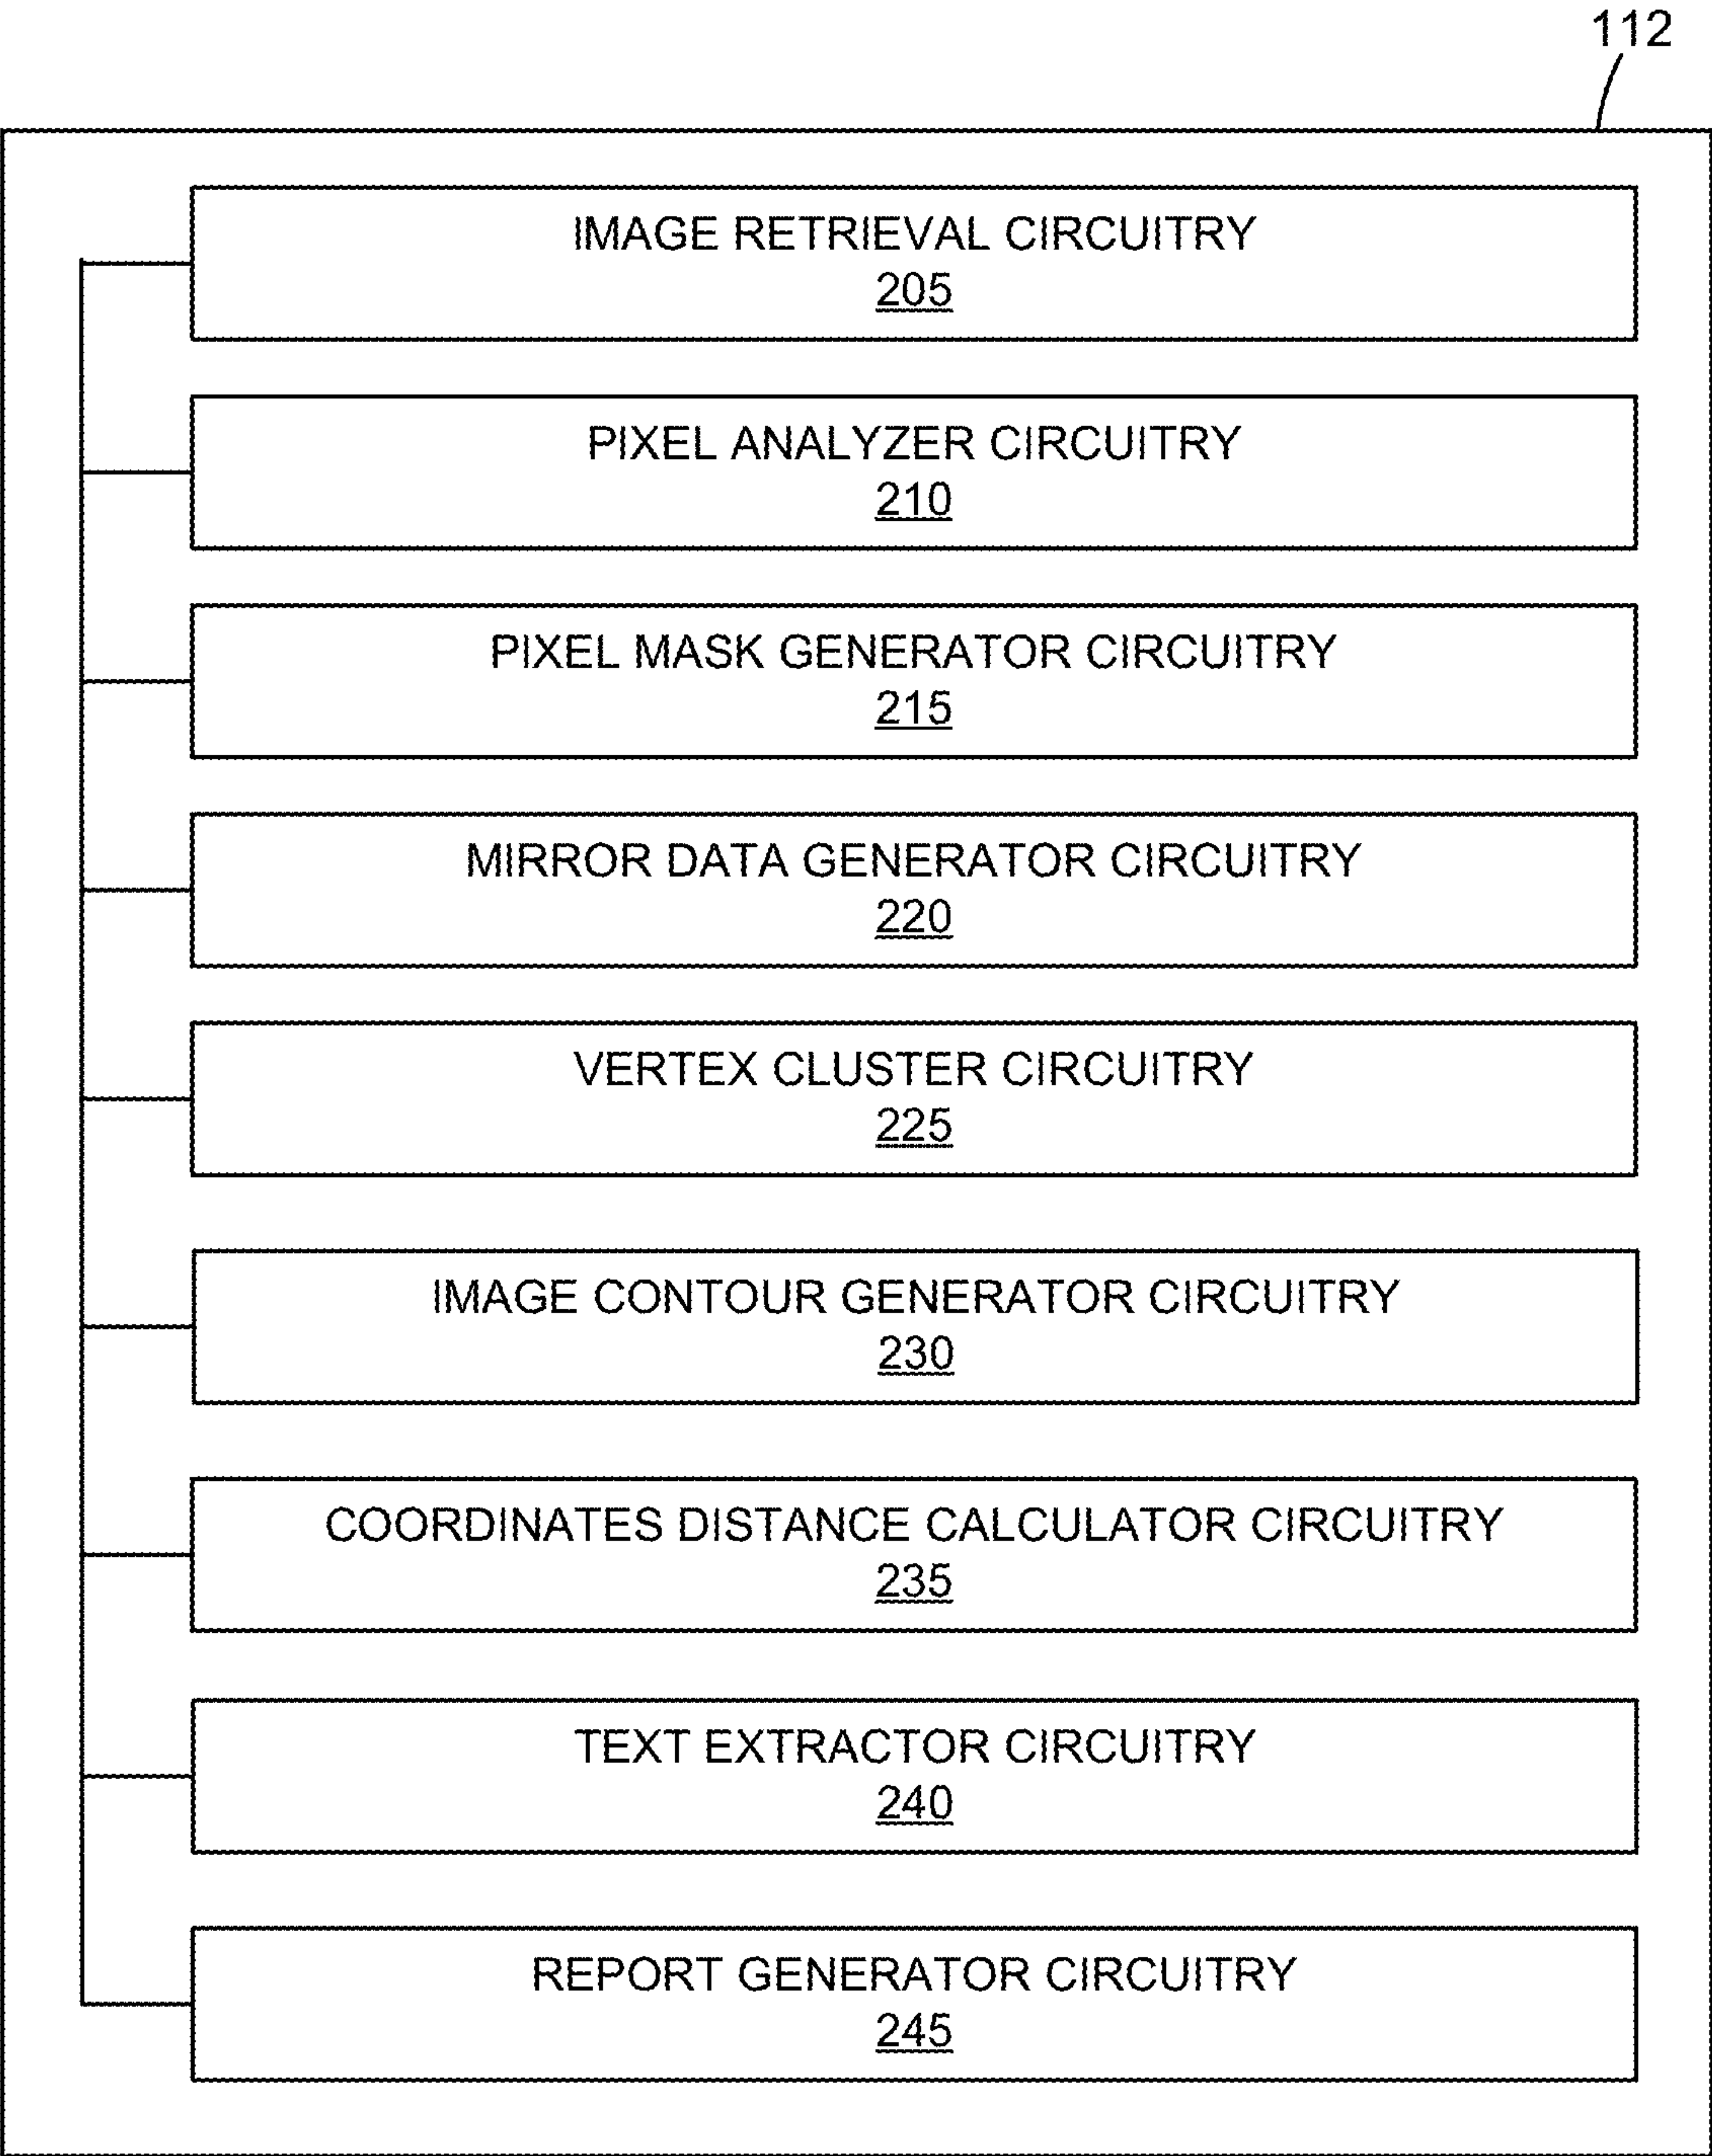 112
IMAGE RETRIEVAL CIRCUITRY
205
PIXEL ANALYZER CIRCUITRY
210
PIXEL MASK GENERATOR CIRCUITRY
215
MIRROR DATA GENERATOR CIRCUITRY
220
VERTEX CLUSTER CIRCUITRY
225
IMAGE CONTOUR GENERATOR CIRCUITRY
230
COORDINATES DISTANCE CALCULATOR CIRCUITRY
235
TEXT EXTRACTOR CIRCUITRY
240
REPORT GENERATOR CIRCUITRY
245